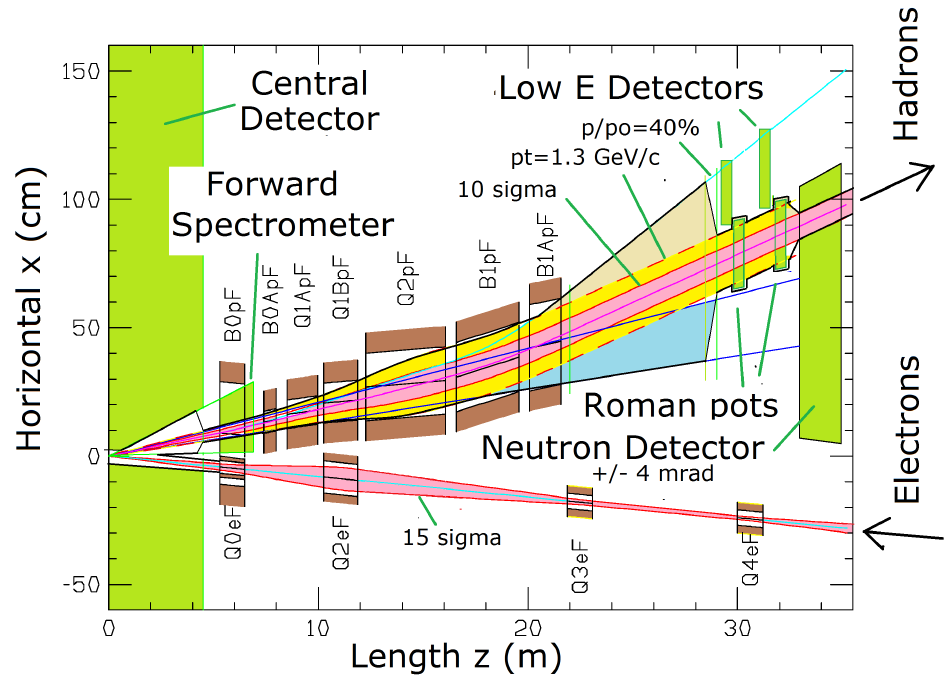 Hadrons
150
Central
Detector
Low E Detectors
p/po=40%
pt=1.3 GeV/c
10 sigma
Forward
Spectrometer
100
B0pF
B0ApF
Q1ApF
Q1BpF
Q2pF
B1pF
B1ApF
Horizontal x (cm)
50
Roman pots
Neutron Detector
+/- 4 mrad
Electrons
0
Q0eF
Q2eF
15 sigma
Q3eF
Q4eF
-50
0
10
20
30
Length z (m)